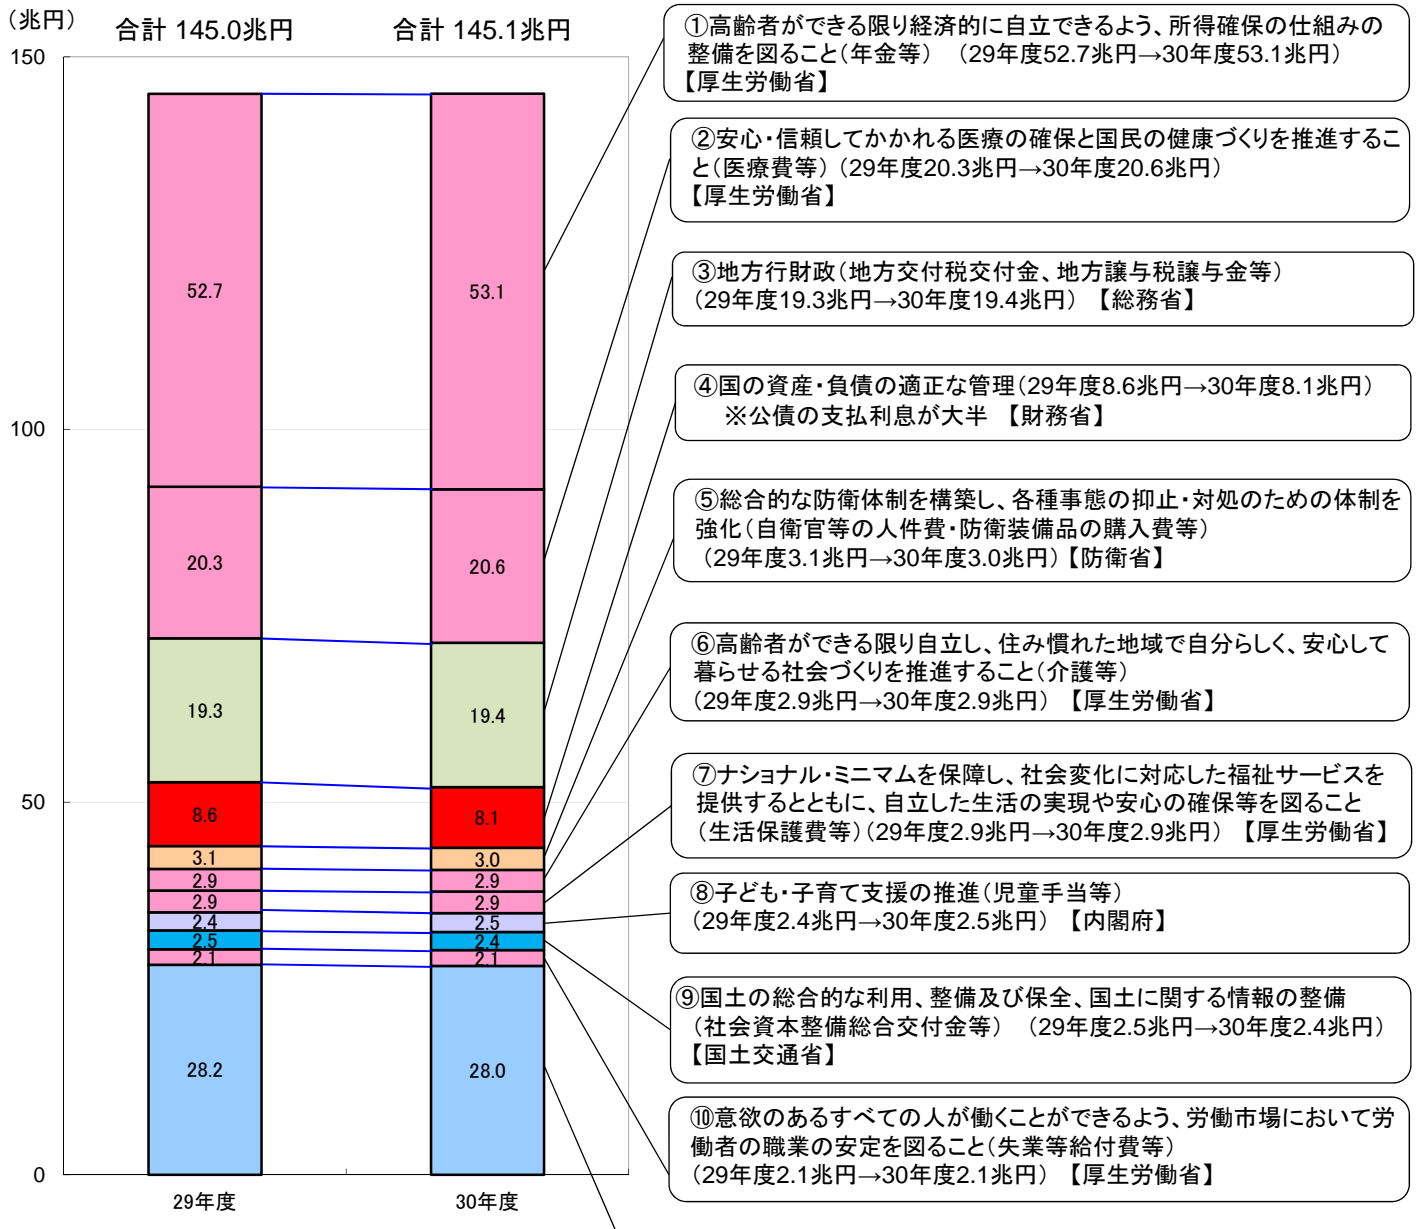 (兆円)
合計 145.0兆円
合計 145.1兆円
150
100
50
0
52.7
20.3
19.3
8.6
3.1
2.9
2.9
2.4
2.5
2.1
28.2
29年度
53.1
20.6
19.4
8.1
3.0
2.9
2.9
2.5
2.4
2.1
28.0
30年度
①高齢者ができる限り経済的に自立できるよう、所得確保の仕組みの
整備を図ること(年金等) (29年度52.7兆円→30年度53.1兆円)
【厚生労働省】
②安心・信頼してかかれる医療の確保と国民の健康づくりを推進するこ
と(医療費等) (29年度20.3兆円→30年度20.6兆円)
【厚生労働省】
③地方行財政(地方交付税交付金、地方譲与税譲与金等)
(29年度19.3兆円→30年度19.4兆円) 【総務省】
④国の資産・負債の適正な管理(29年度8.6兆円→30年度8.1兆円)
※公債の支払利息が大半 【財務省】
⑤総合的な防衛体制を構築し、各種事態の抑止・対処のための体制を
強化(自衛官等の人件費・防衛装備品の購入費等)
(29年度3.1兆円→30年度3.0兆円)【防衛省】
⑥高齢者ができる限り自立し、住み慣れた地域で自分らしく、安心して
暮らせる社会づくりを推進すること(介護等)
(29年度2.9兆円→30年度2.9兆円) 【厚生労働省】
⑦ナショナル・ミニマムを保障し、社会変化に対応した福祉サービスを
提供するとともに、自立した生活の実現や安心の確保等を図ること
(生活保護費等)(29年度2.9兆円→30年度2.9兆円) 【厚生労働省】
⑧子ども・子育て支援の推進(児童手当等)
(29年度2.4兆円→30年度2.5兆円) 【内閣府】
⑨国土の総合的な利用、整備及び保全、国土に関する情報の整備
(社会資本整備総合交付金等) (29年度2.5兆円→30年度2.4兆円)
【国土交通省】
⑩意欲のあるすべての人が働くことができるよう、労働市場において労
働者の職業の安定を図ること(失業等給付費等)
(29年度2.1兆円→30年度2.1兆円) 【厚生労働省】